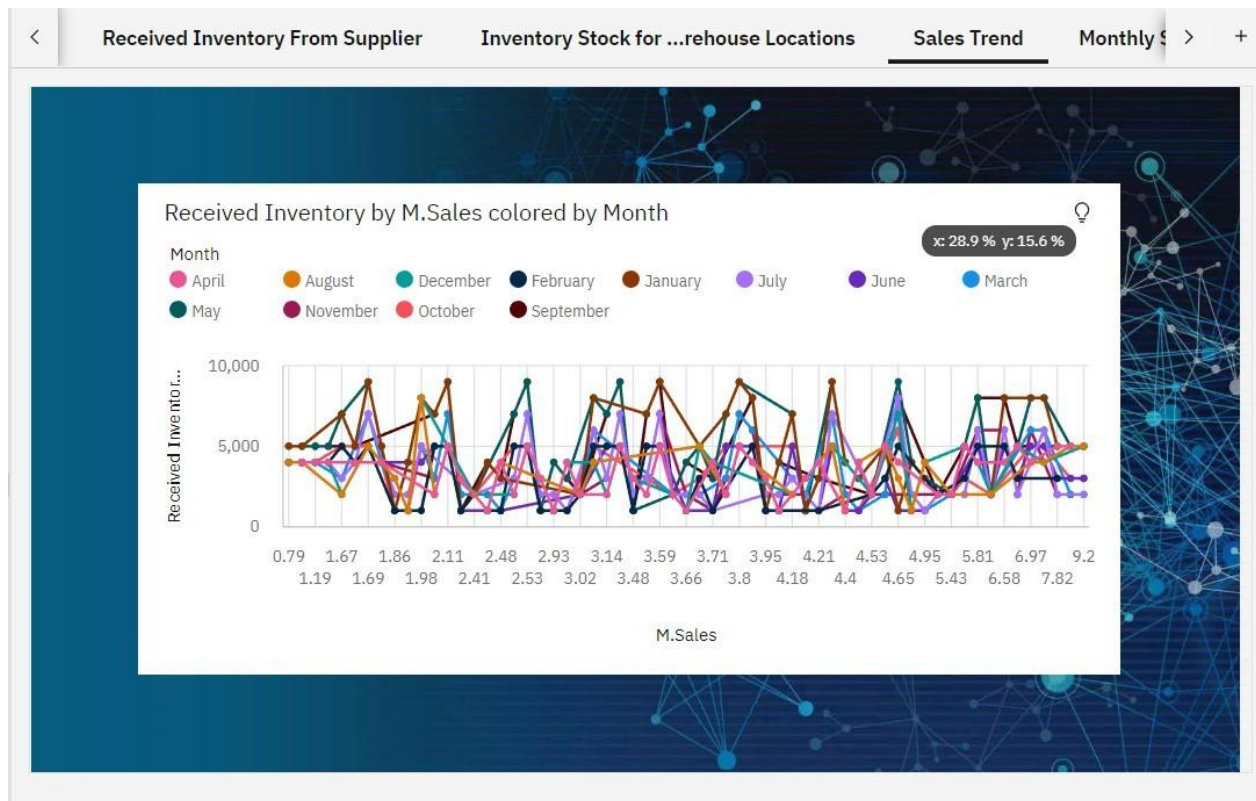 Received Inventory From Supplier Inventory Stock for ...rehouse Locations Sales Trend Monthly S
Received Inventory by M.Sales colored by Month
x: 28.9 % y: 15.6 %
Month
April August December February January July June March
May November October September
Received Inventor...
10,000
5,000
0
0.79 1.67 1.86 2.11 2.48 2.93 3.14 3.59 3.71 3.95 4.21 4.53 4.95 5.81 6.97 9.2
1.19 1.69 1.98 2.41 2.53 3.02 3.48 3.66 3.8 4.18 4.4 4.65 5.43 6.58 7.82
M.Sales